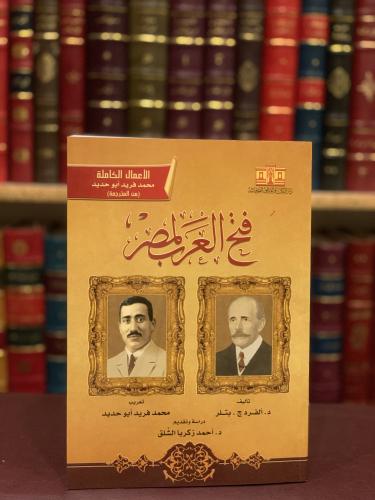 الأعمال الكاملة
محمد فريد أبو حديد
(عن المترجمة)
فتح العرب لمصر
تأليف
د. ألفرد ج. بتلر
تعريب
محمد فريد أبو حديد
دراسة وتقديم
د. أحمد زكريا الشلق